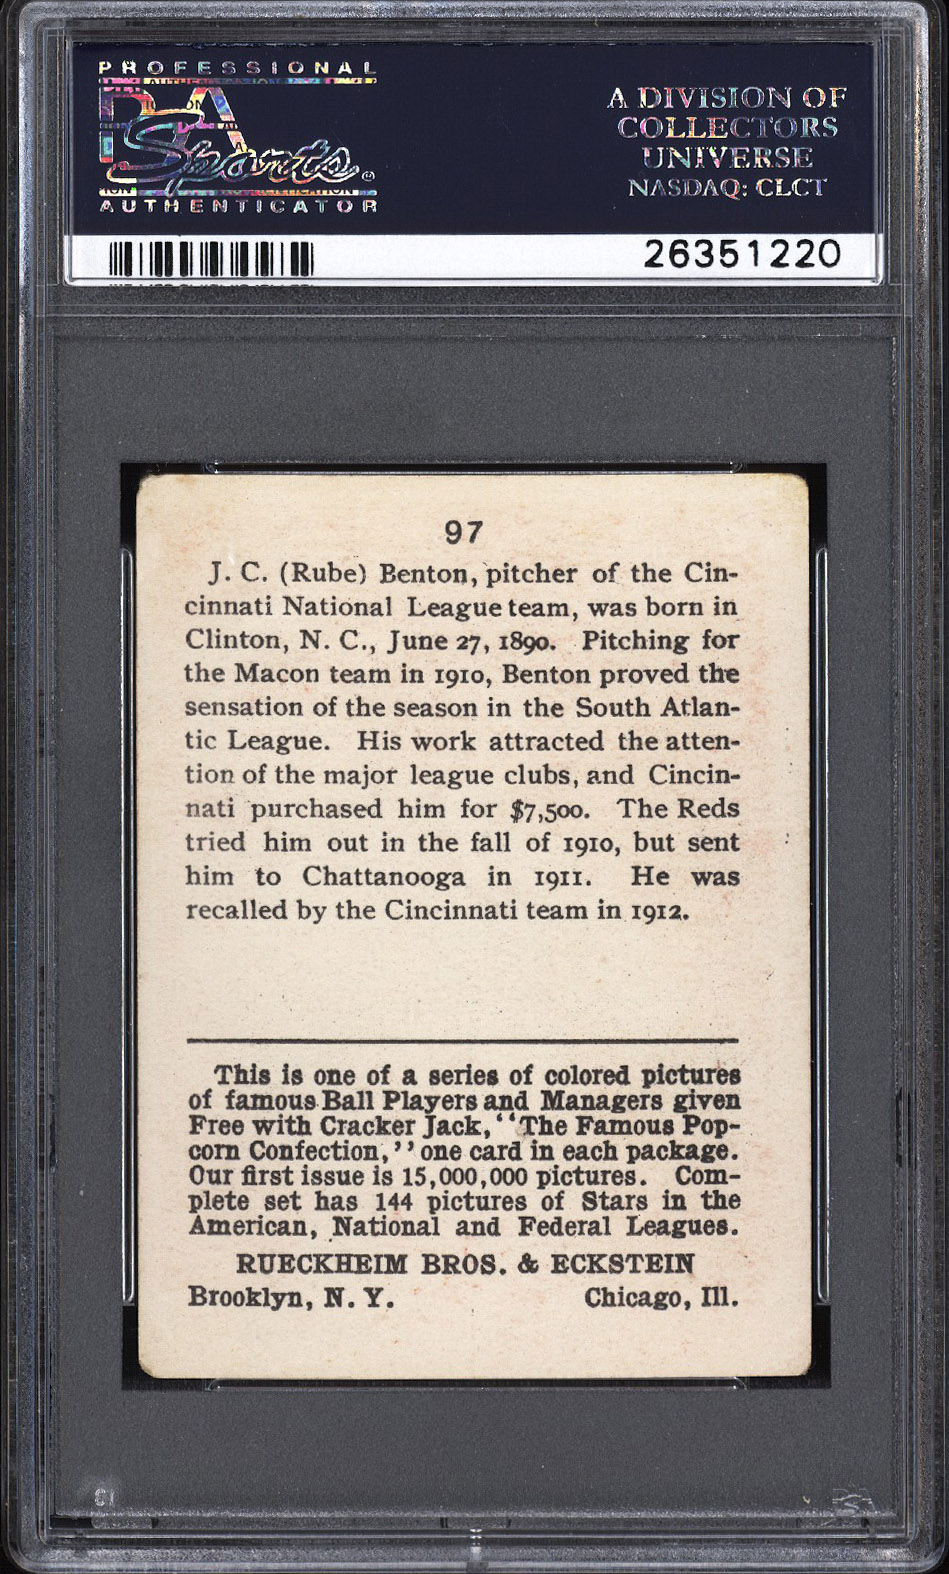 PROFESSIONAL
PSA
Sports®
AUTHENTICATOR
A DIVISION OF
COLLECTORS
UNIVERSE
NASDAQ: CLCT
26351220
97
J. C. (Rube) Benton, pitcher of the Cin-
cinnati National League team, was born in
Clinton, N. C., June 27, 1890. Pitching for
the Macon team in 1910, Benton proved the
sensation of the season in the South Atlan-
tic League. His work attracted the atten-
tion of the major league clubs, and Cincin-
nati purchased him for $7,500. The Reds
tried him out in the fall of 1910, but sent
him to Chattanooga in 1911. He was
recalled by the Cincinnati team in 1912.
This is one of a series of colored pictures
of famous Ball Players and Managers given
Free with Cracker Jack, "The Famous Pop-
corn Confection," one card in each package.
Our first issue is 15,000,000 pictures. Com-
plete set has 144 pictures of Stars in the
American, National and Federal Leagues.
RUECKHEIM BROS. & ECKSTEIN
Brooklyn, N. Y. Chicago, Ill.